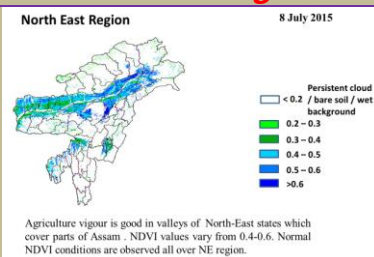 North East Region
8 July 2015
Persistent cloud
< 0.2 / bare soil / wet
background
0.2 – 0.3
0.3 – 0.4
0.4 – 0.5
0.5 – 0.6
>0.6
Agriculture vigour is good in valleys of North-East states which
cover parts of Assam . NDVI values vary from 0.4-0.6. Normal
NDVI conditions are observed all over NE region.